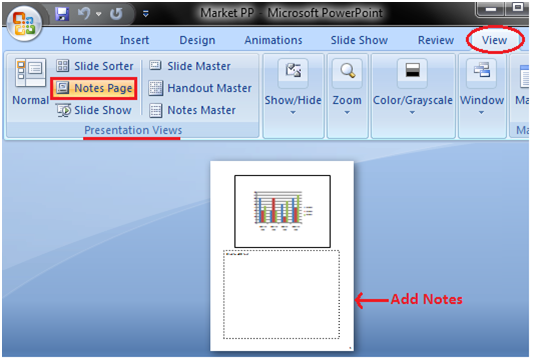 Market PP - Microsoft PowerPoint
Home Insert Design Animations Slide Show Review View
Normal
Slide Sorter
Notes Page
Slide Show
Slide Master
Handout Master
Notes Master
Show/Hide
Zoom
Color/Grayscale
Window
Ma
Presentation Views
Ma
Add Notes